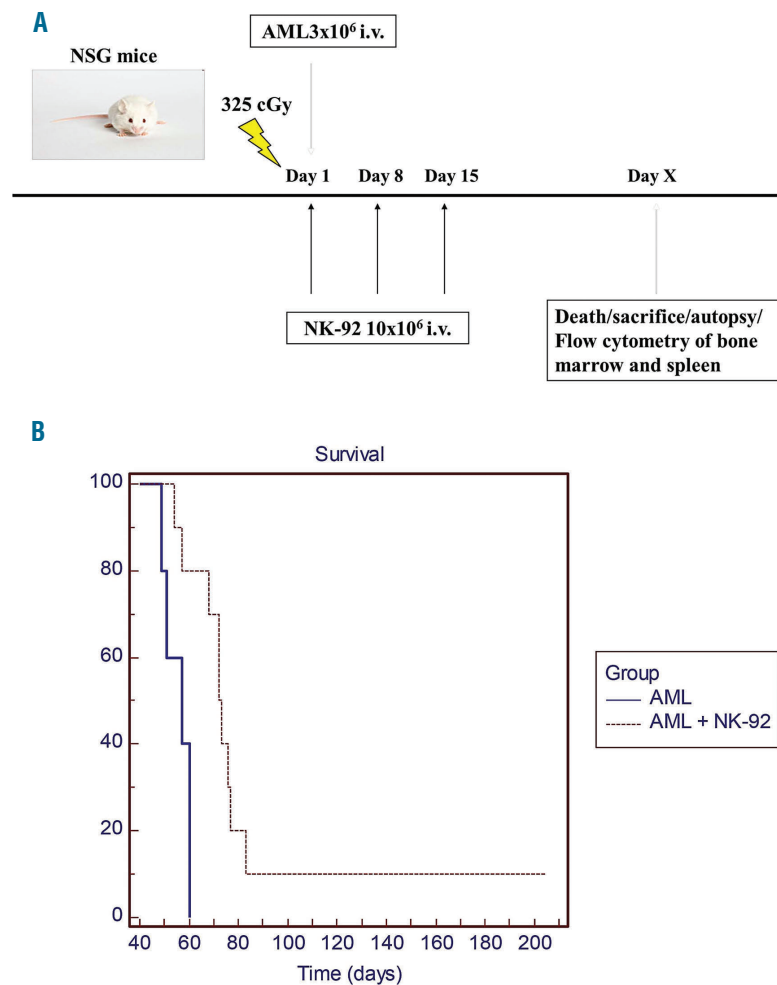 A
AML3x10⁶ i.v.
NSG mice
325 cGy
Day 1 Day 8 Day 15 Day X
NK-92 10x10⁶ i.v.
Death/sacrifice/autopsy/
Flow cytometry of bone
marrow and spleen
B
Survival
100
80
60
40
20
0
40 60 80 100 120 140 160 180 200
Time (days)
Group
AML
AML + NK-92